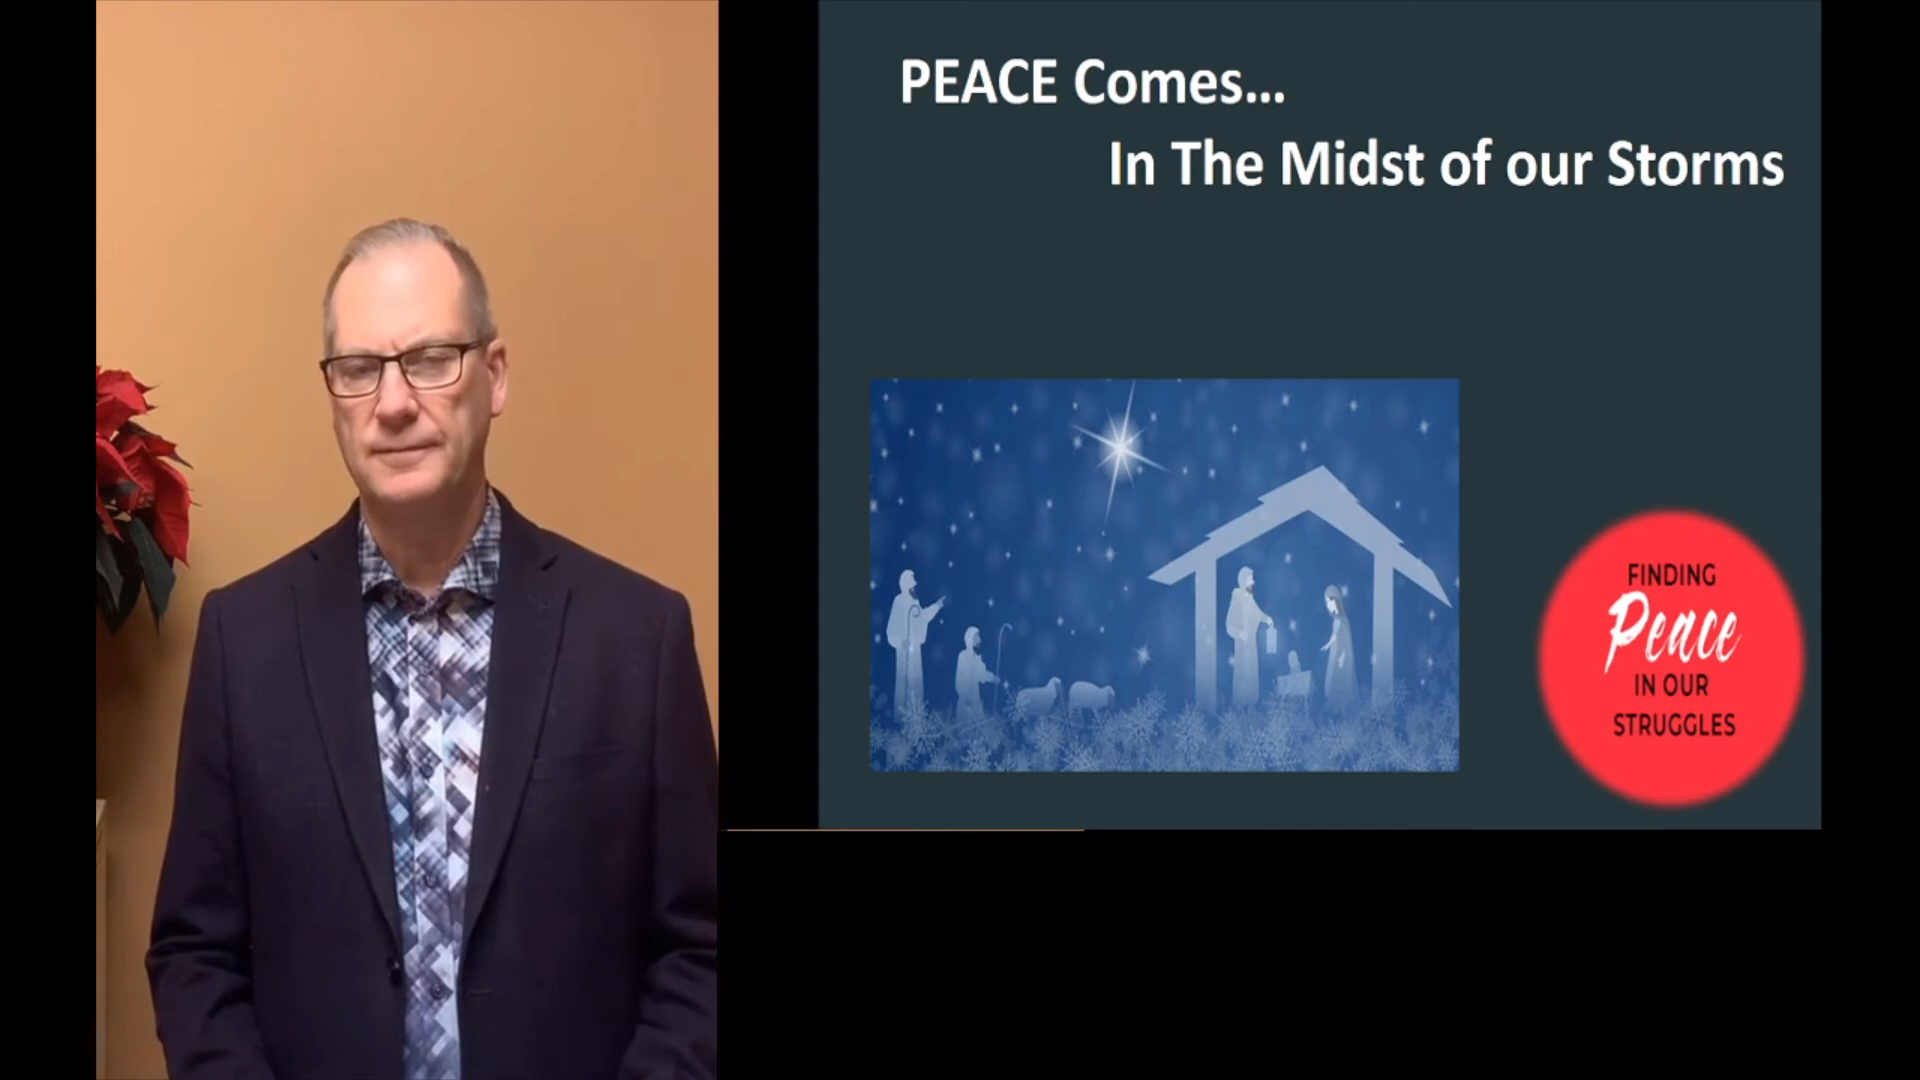 PEACE Comes...
In The Midst of our Storms
FINDING
Peace
IN OUR
STRUGGLES